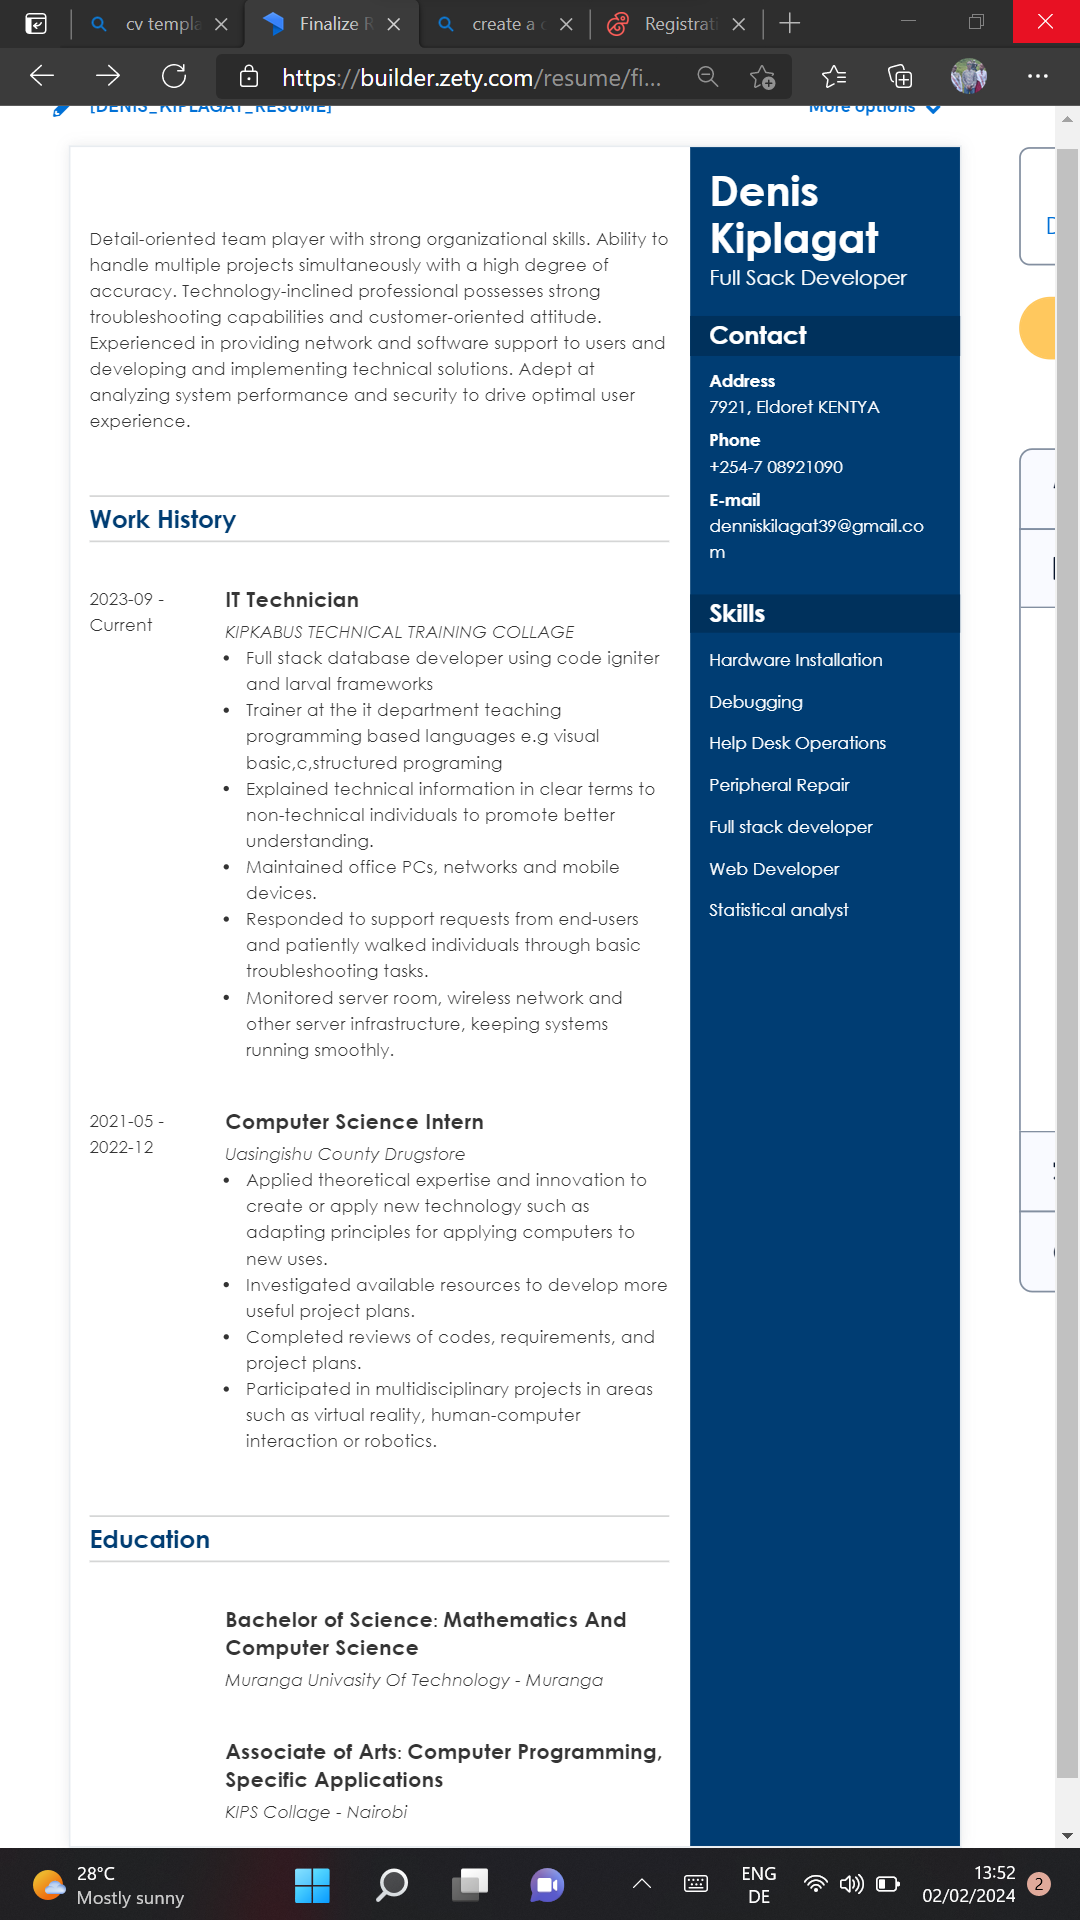 cv templa
Finalize R
create a c
Registrati
https://builder.zety.com/resume/fi...
[DENIS_KIPLAGAT_RESUME]
More options
Denis
Kiplagat
Full Sack Developer
Detail-oriented team player with strong organizational skills. Ability to
handle multiple projects simultaneously with a high degree of
accuracy. Technology-inclined professional possesses strong
troubleshooting capabilities and customer-oriented attitude.
Experienced in providing network and software support to users and
developing and implementing technical solutions. Adept at
analyzing system performance and security to drive optimal user
experience.
Contact
Address
7921, Eldoret KENTYA
Phone
+254-7 08921090
E-mail
denniskilagat39@gmail.co
m
Skills
Hardware Installation
Debugging
Help Desk Operations
Peripheral Repair
Full stack developer
Web Developer
Statistical analyst
Work History
2023-09 -
Current
IT Technician
KIPKABUS TECHNICAL TRAINING COLLAGE
• Full stack database developer using code igniter
and larval frameworks
• Trainer at the it department teaching
programming based languages e.g visual
basic,c,structured programing
• Explained technical information in clear terms to
non-technical individuals to promote better
understanding.
• Maintained office PCs, networks and mobile
devices.
• Responded to support requests from end-users
and patiently walked individuals through basic
troubleshooting tasks.
• Monitored server room, wireless network and
other server infrastructure, keeping systems
running smoothly.
2021-05 -
2022-12
Computer Science Intern
Uasingishu County Drugstore
• Applied theoretical expertise and innovation to
create or apply new technology such as
adapting principles for applying computers to
new uses.
• Investigated available resources to develop more
useful project plans.
• Completed reviews of codes, requirements, and
project plans.
• Participated in multidisciplinary projects in areas
such as virtual reality, human-computer
interaction or robotics.
Education
Bachelor of Science: Mathematics And
Computer Science
Muranga Univasity Of Technology - Muranga
Associate of Arts: Computer Programming,
Specific Applications
KIPS Collage - Nairobi
28°C
Mostly sunny
ENG
DE
13:52
02/02/2024
2